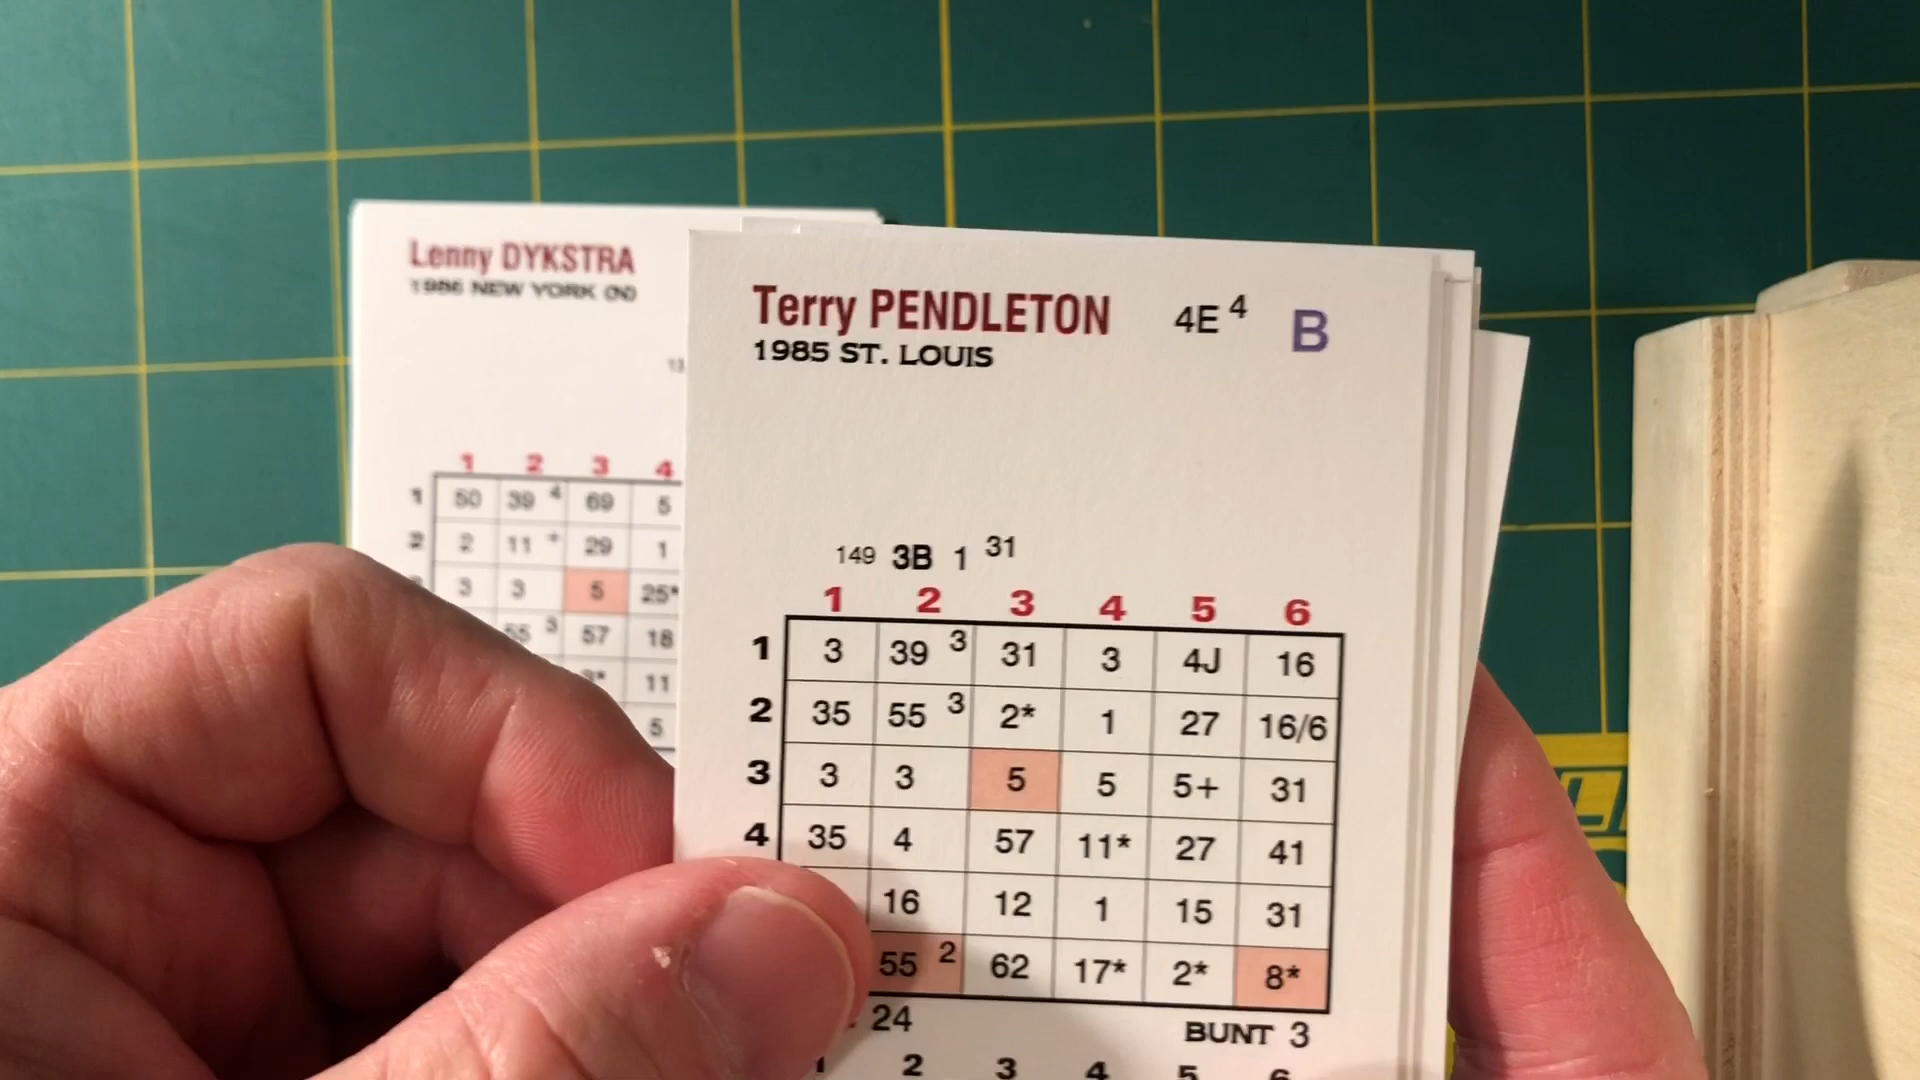 Lenny DYKSTRA
1986 NEW YORK (N)
1 2 3 4
1 50 39 4 69 5
2 2 11 * 29 1
3 3 5 25*
55 3 57 18
11
5
Terry PENDLETON 4E 4 B
1985 ST. LOUIS
149 3B 1 31
1 2 3 4 5 6
1 3 39 3 31 3 4J 16
2 35 55 3 2* 1 27 16/6
3 3 3 5 5 5+ 31
4 35 4 57 11* 27 41
16 12 1 15 31
55 2 62 17* 2* 8*
24 BUNT 3
1 2 3 4 5 6